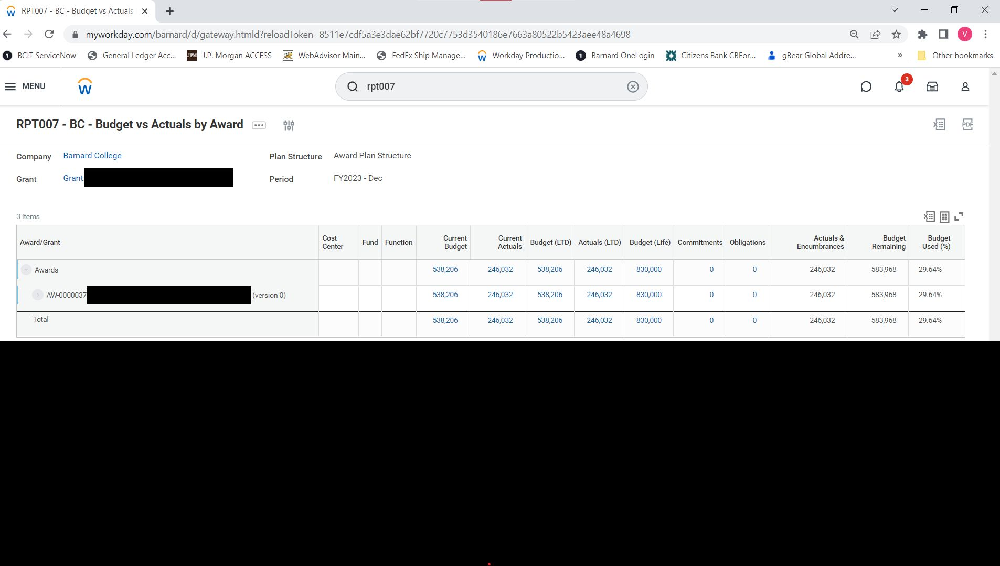 RPT007 - BC - Budget vs Actuals
myworkday.com/barnard/d/gateway.htmld?reloadToken=8511e7cdf5a3e3dae62bf7720c7753d3540186e7663a80522b5423aee48a4698
V
BCIT ServiceNow General Ledger Acc... JPM J.P. Morgan ACCESS WebAdvisor Main... FedEx Ship Manage... Workday Productio... Barnard OneLogin Citizens Bank CBFor... gBear Global Addre... » Other bookmarks
MENU rpt007 3
RPT007 - BC - Budget vs Actuals by Award PDF
Company Barnard College Plan Structure Award Plan Structure
Grant Grant Period FY2023 - Dec
3 items
Award/Grant Cost Center Fund Function Current Budget Current Actuals Budget (LTD) Actuals (LTD) Budget (Life) Commitments Obligations Actuals & Encumbrances Budget Remaining Budget Used (%)
Awards 538,206 246,032 538,206 246,032 830,000 0 0 246,032 583,968 29.64%
AW-0000037 (version 0) 538,206 246,032 538,206 246,032 830,000 0 0 246,032 583,968 29.64%
Total 538,206 246,032 538,206 246,032 830,000 0 0 246,032 583,968 29.64%